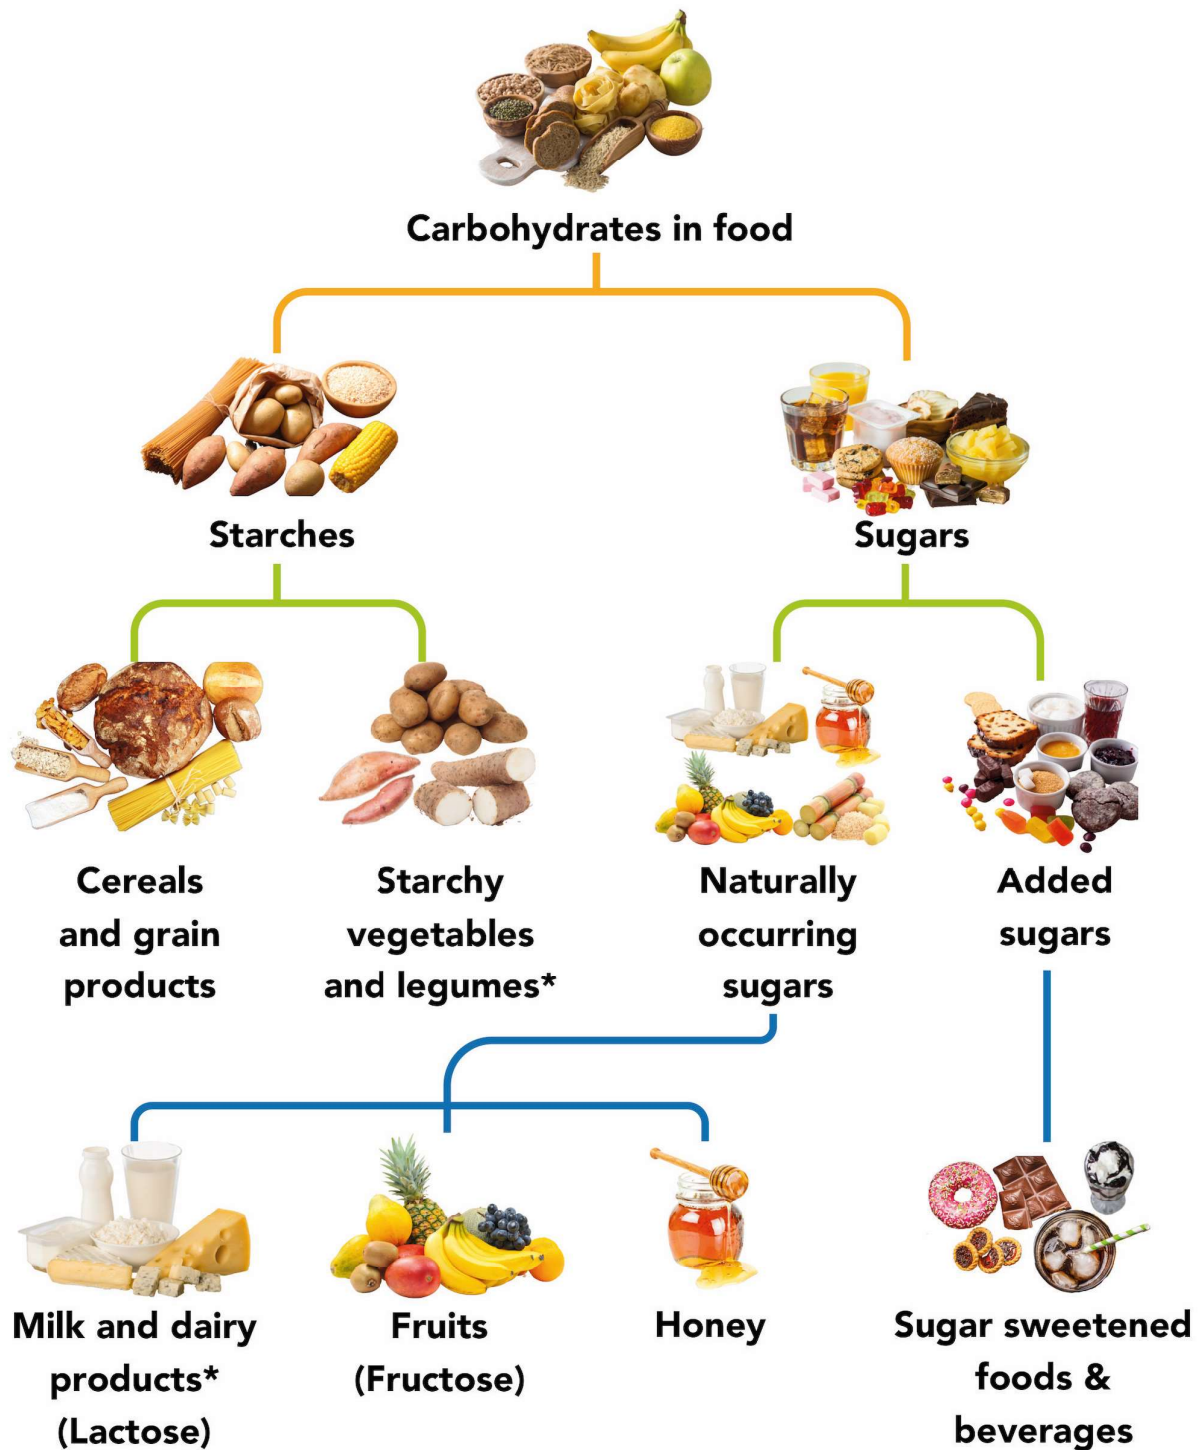 Carbohydrates in food
Starches
Sugars
Cereals
and grain
products
Starchy
vegetables
and legumes*
Naturally
occurring
sugars
Added
sugars
Milk and dairy
products*
(Lactose)
Fruits
(Fructose)
Honey
Sugar sweetened
foods &
beverages